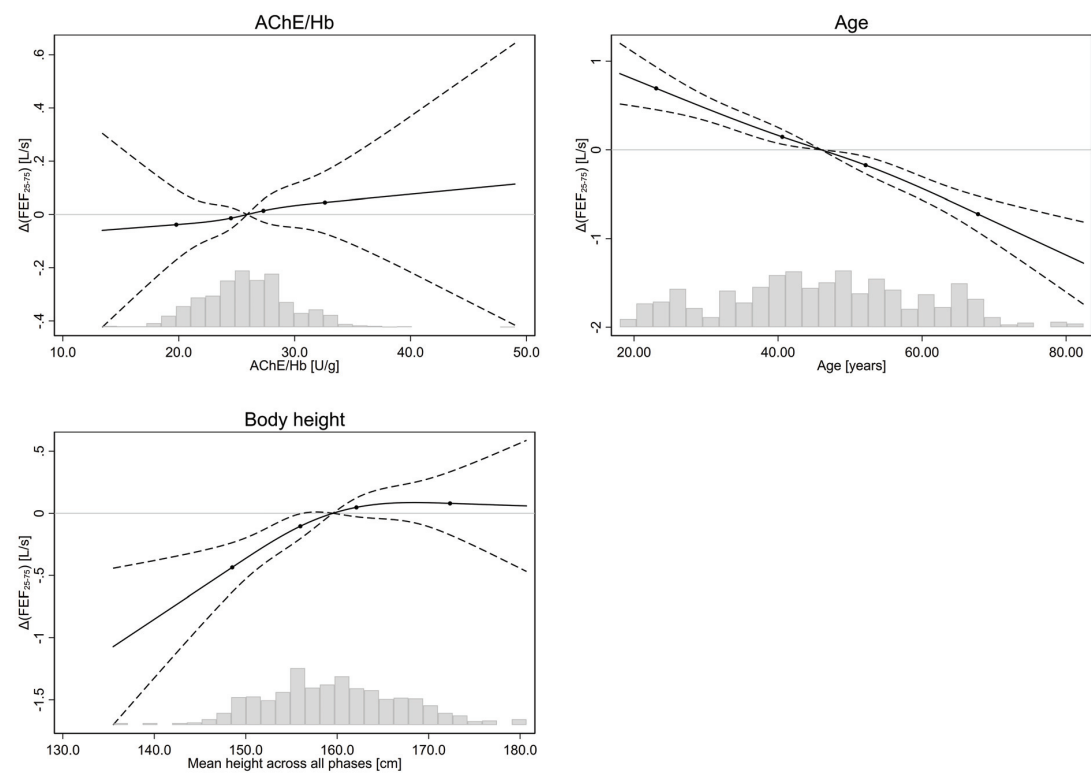 AChE/Hb
Δ(FEF25-75) [L/s]
.6
.4
.2
0
-.2
-.4
10.0 20.0 30.0 40.0 50.0
AChE/Hb [U/g]
Age
Δ(FEF25-75) [L/s]
1
0
-1
-2
20.00 40.00 60.00 80.00
Age [years]
Body height
Δ(FEF25-75) [L/s]
.5
0
-.5
-1
-1.5
130.0 140.0 150.0 160.0 170.0 180.0
Mean height across all phases [cm]